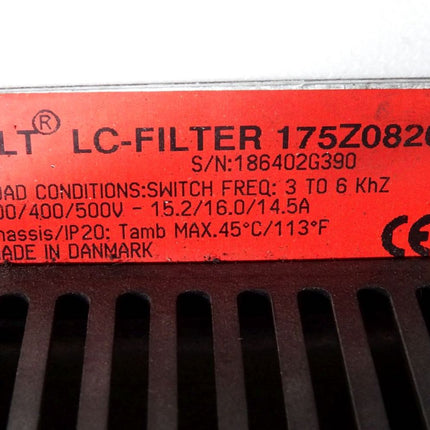 LT® LC-FILTER 175Z082
S/N:186402G390
OAD CONDITIONS:SWITCH FREQ: 3 TO 6 KhZ
00/400/500V - 15.2/16.0/14.5A
hassis/IP20: Tamb MAX.45°C/113°F
ADE IN DANMARK
CE